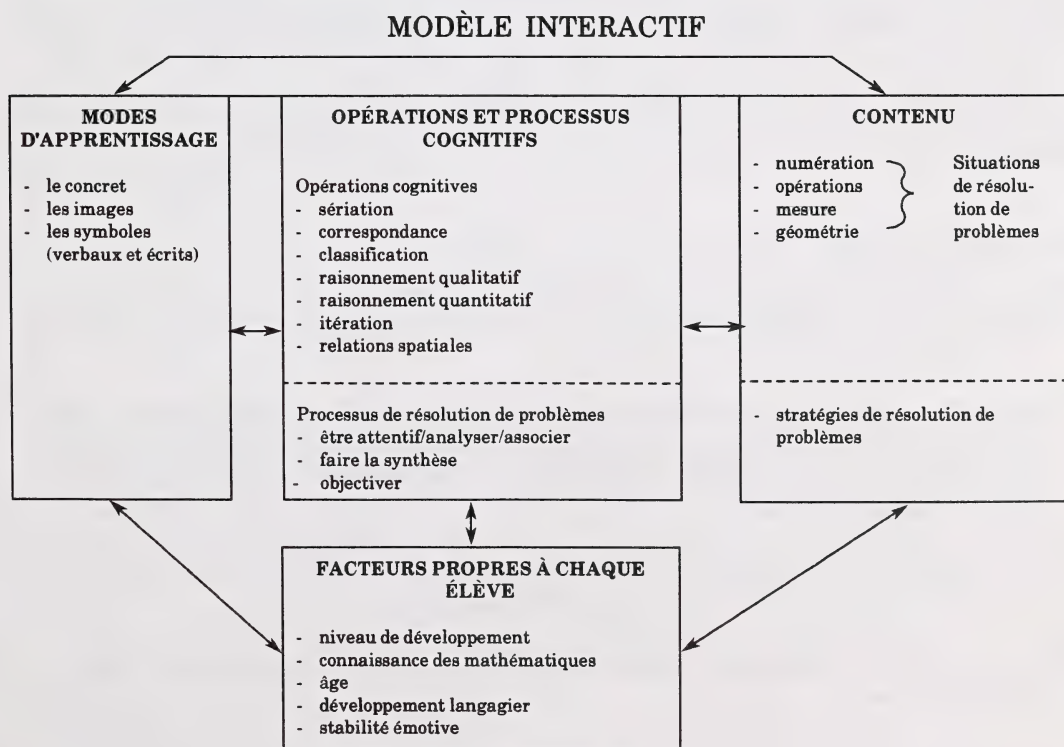 MODÈLE INTERACTIF
MODES
D'APPRENTISSAGE
- le concret
- les images
- les symboles
(verbaux et écrits)
OPÉRATIONS ET PROCESSUS
COGNITIFS
Opérations cognitives
- sériation
- correspondance
- classification
- raisonnement qualitatif
- raisonnement quantitatif
- itération
- relations spatiales
Processus de résolution de problèmes
- être attentif/analyser/associer
- faire la synthèse
- objectiver
CONTENU
- numération
- opérations
- mesure
- géométrie
Situations
de résolu-
tion de
problèmes
- stratégies de résolution de
problèmes
FACTEURS PROPRES À CHAQUE
ÉLÈVE
- niveau de développement
- connaissance des mathématiques
- âge
- développement langagier
- stabilité émotive